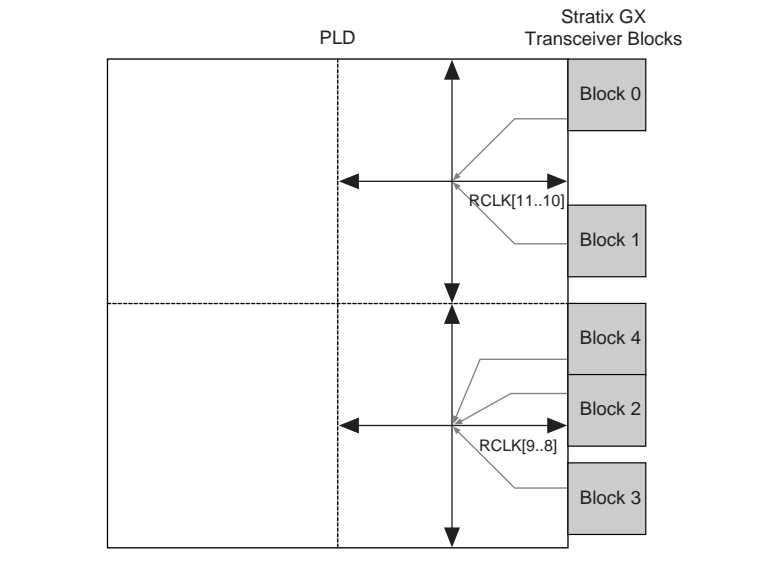 Stratix GX
PLD
Transceiver Blocks
Block 0
RCLK[11..10]
Block 1
Block 4
Block 2
RCLK[9..8]
Block 3